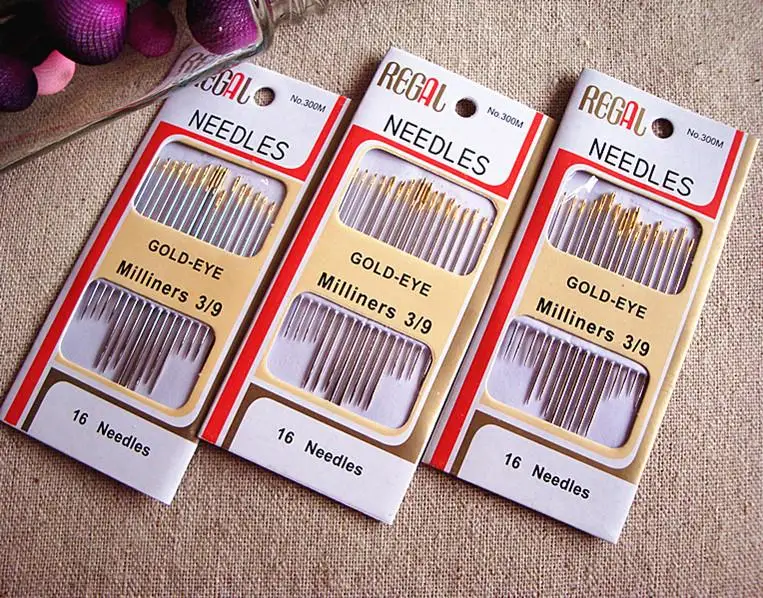 REGAL
No.300M
NEEDLES
GOLD-EYE
Milliners 3/9
16 Needles
REGAL
No.300M
NEEDLES
GOLD-EYE
Milliners 3/9
16 Needles
REGAL
No.300M
NEEDLES
GOLD-EYE
Milliners 3/9
16 Needles